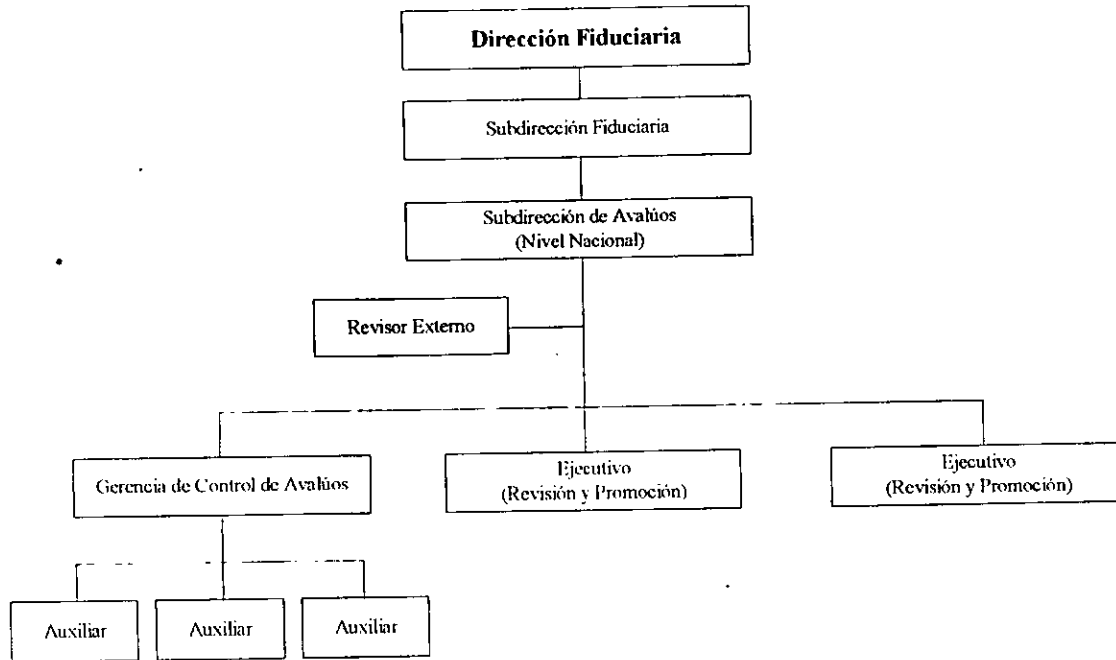 Dirección Fiduciaria
Subdirección Fiduciaria
Subdirección de Avalúos
(Nivel Nacional)
Revisor Externo
Gerencia de Control de Avalúos
Ejecutivo
(Revisión y Promoción)
Ejecutivo
(Revisión y Promoción)
Auxiliar
Auxiliar
Auxiliar